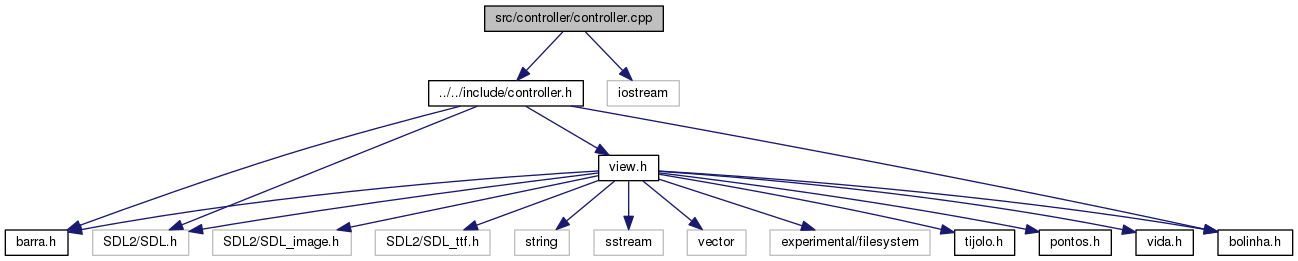 src/controller/controller.cpp
../../include/controller.h
iostream
view.h
barra.h
SDL2/SDL.h
SDL2/SDL_image.h
SDL2/SDL_ttf.h
string
sstream
vector
experimental/filesystem
tijolo.h
pontos.h
vida.h
bolinha.h